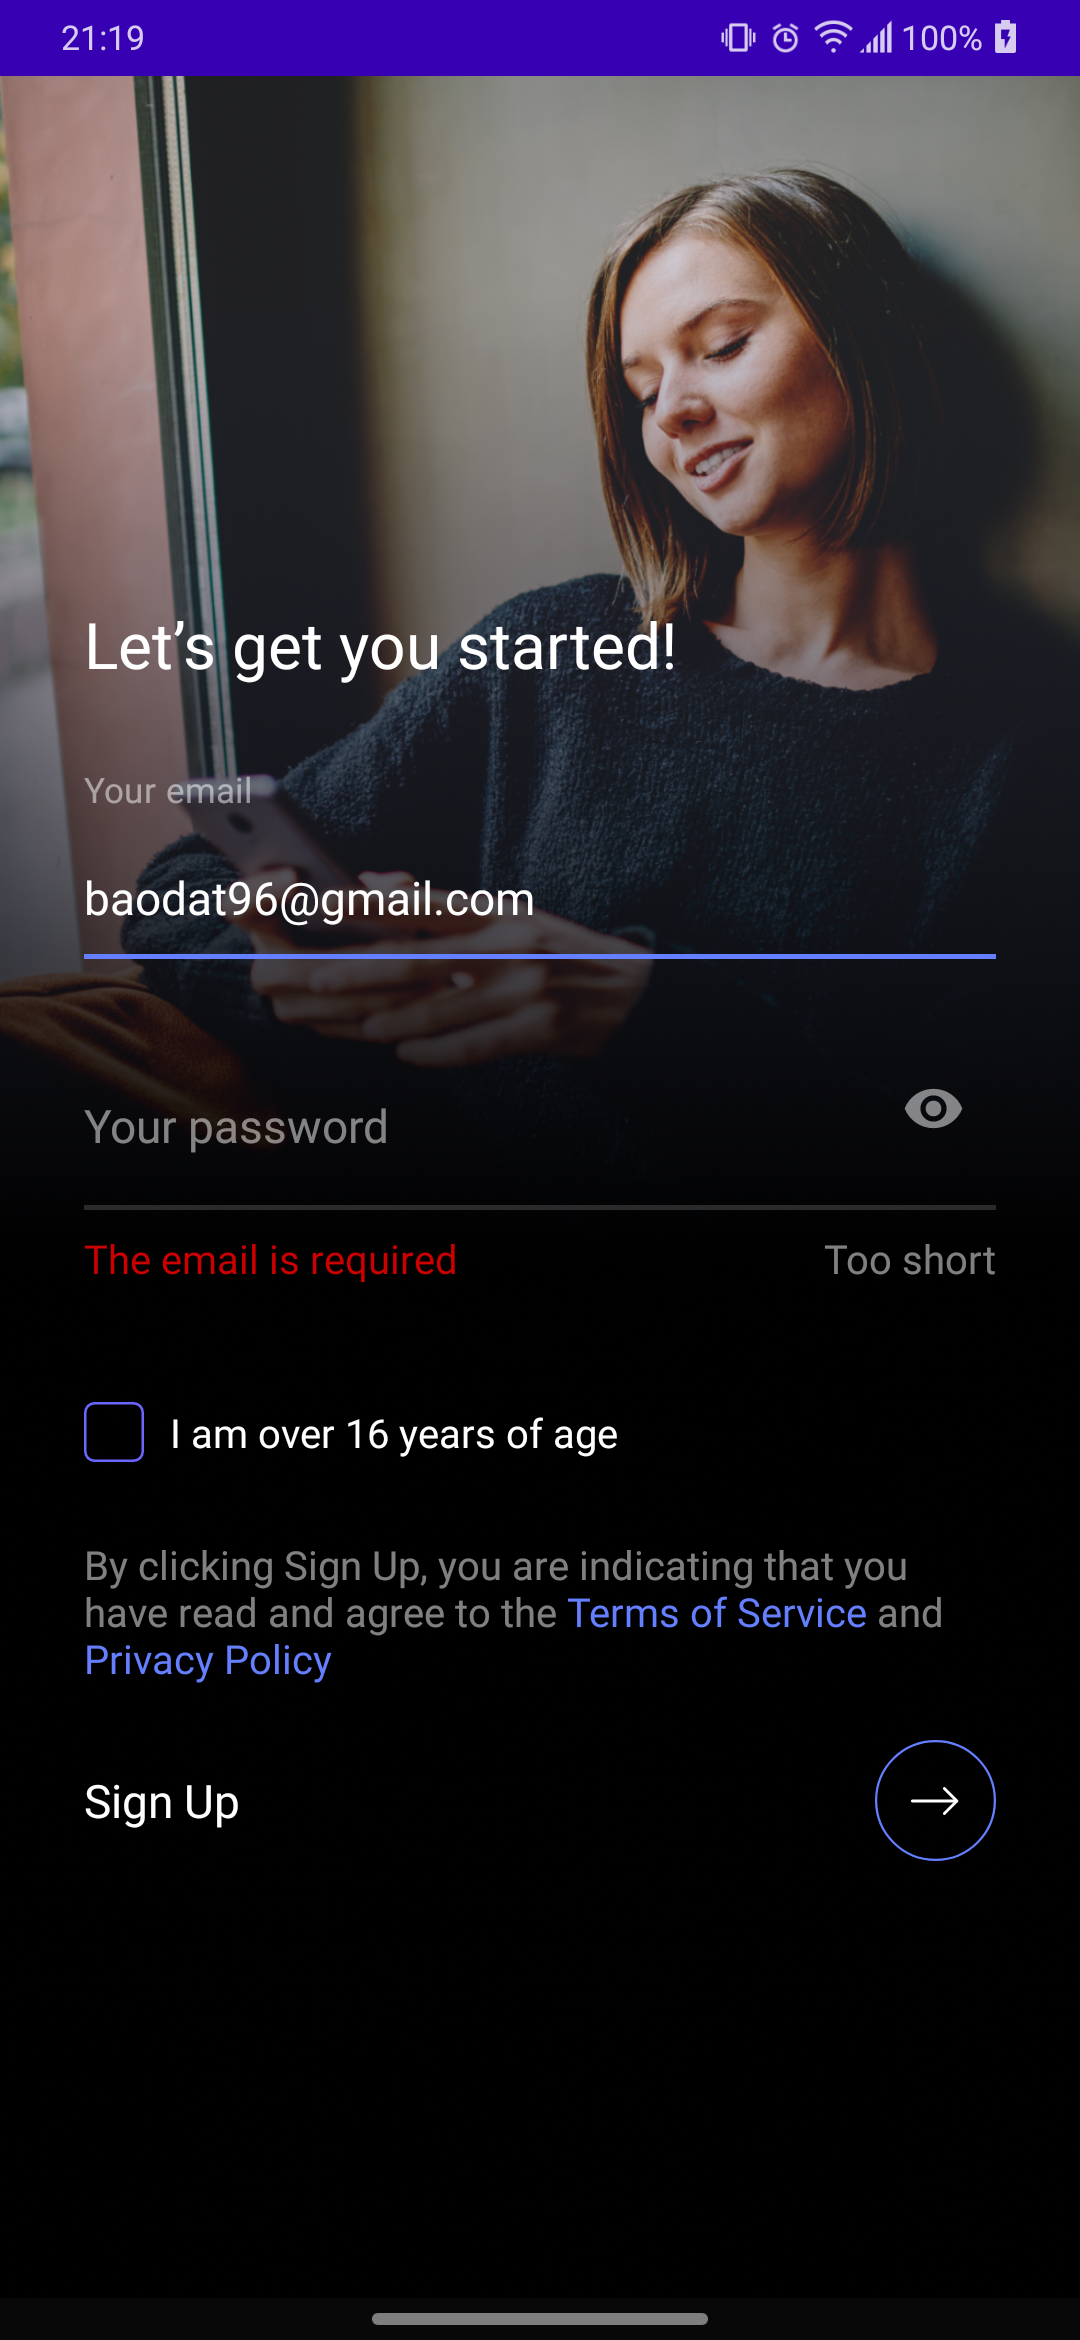 21:19 100%
Let's get you started!
Your email
baodat96@gmail.com
Your password
The email is required Too short
I am over 16 years of age
By clicking Sign Up, you are indicating that you
have read and agree to the Terms of Service and
Privacy Policy
Sign Up